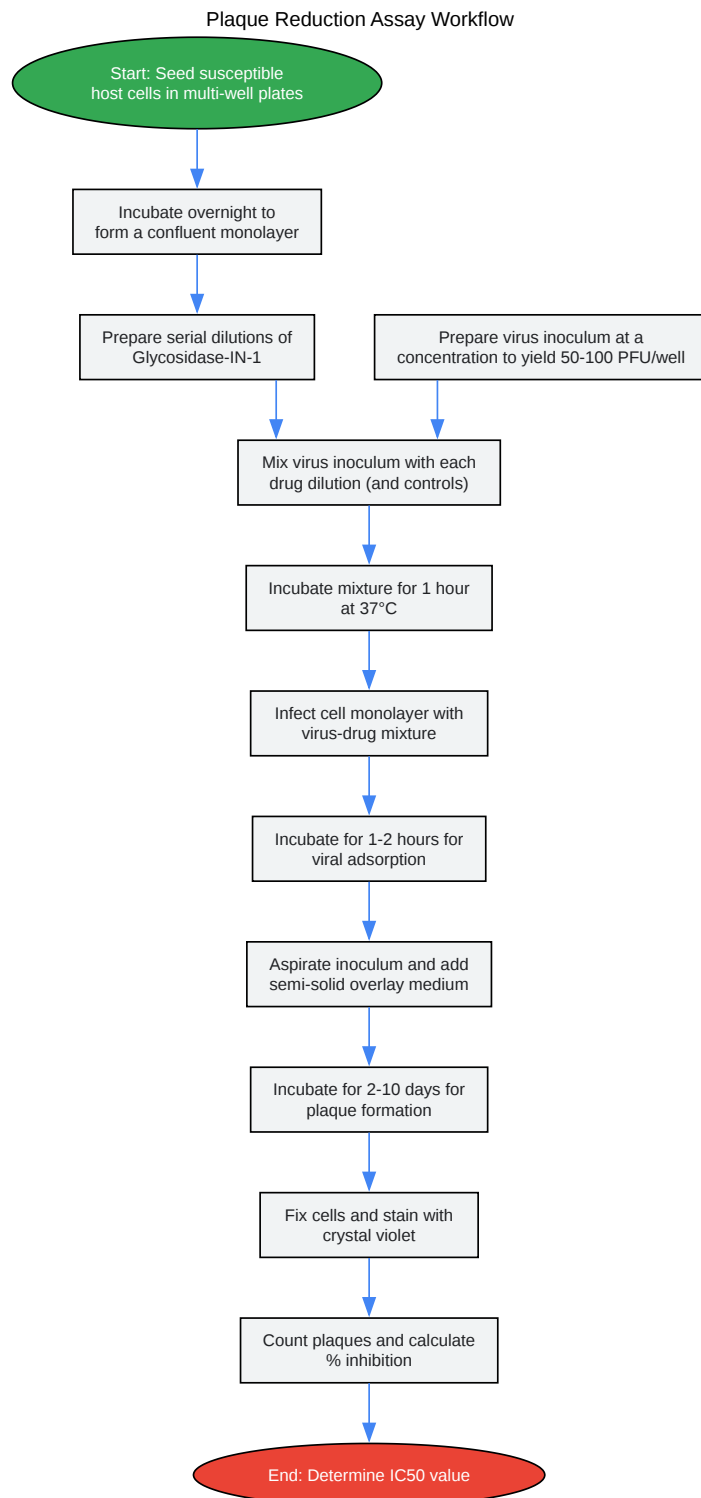 Plaque Reduction Assay Workflow
Start: Seed susceptible
host cells in multi-well plates
Incubate overnight to
form a confluent monolayer
Prepare serial dilutions of
Glycosidase-IN-1
Prepare virus inoculum at a
concentration to yield 50-100 PFU/well
Mix virus inoculum with each
drug dilution (and controls)
Incubate mixture for 1 hour
at 37°C
Infect cell monolayer with
virus-drug mixture
Incubate for 1-2 hours for
viral adsorption
Aspirate inoculum and add
semi-solid overlay medium
Incubate for 2-10 days for
plaque formation
Fix cells and stain with
crystal violet
Count plaques and calculate
% inhibition
End: Determine IC50 value